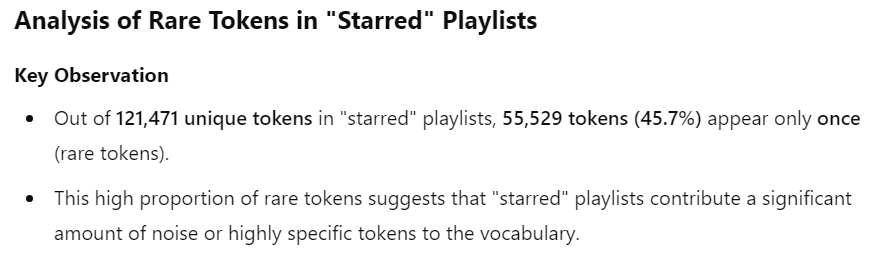 Analysis of Rare Tokens in "Starred" Playlists
Key Observation
• Out of 121,471 unique tokens in "starred" playlists, 55,529 tokens (45.7%) appear only once
(rare tokens).
• This high proportion of rare tokens suggests that "starred" playlists contribute a significant
amount of noise or highly specific tokens to the vocabulary.